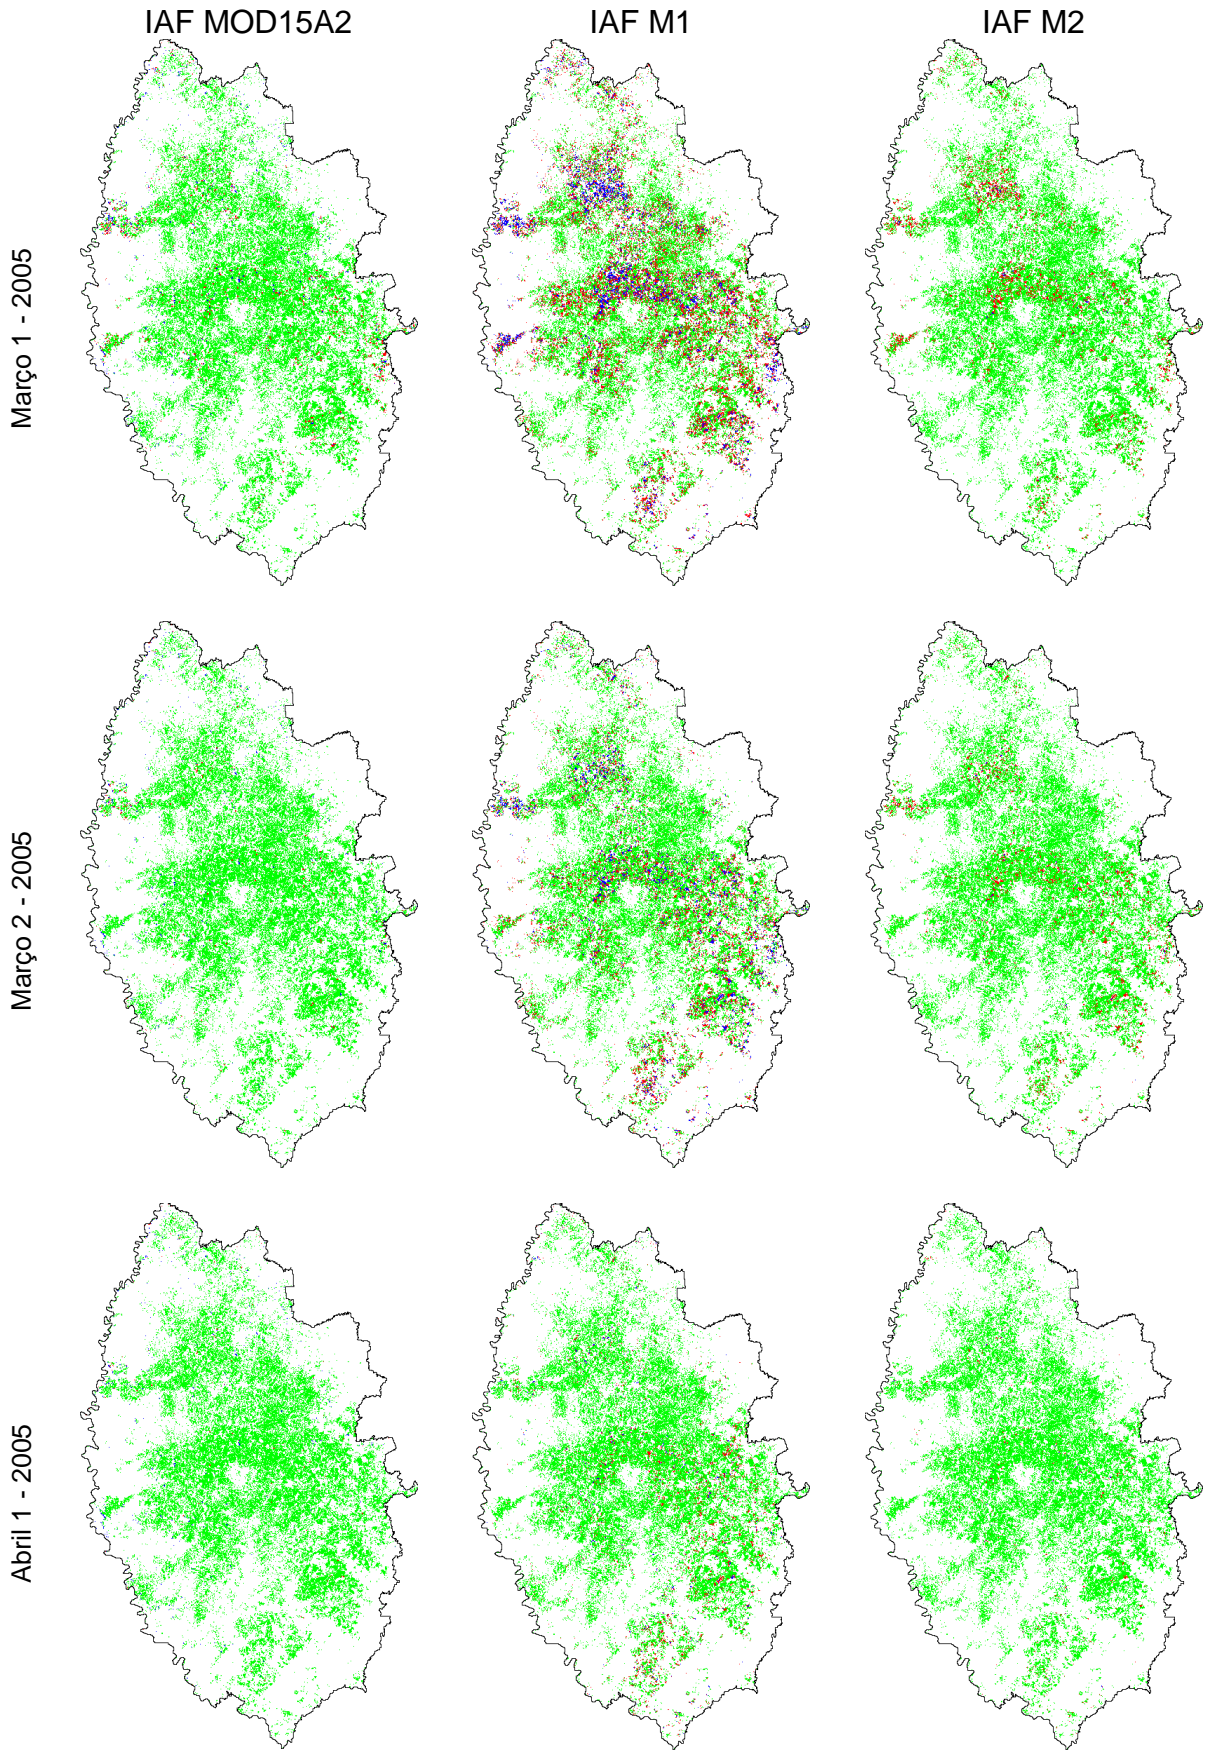 IAF MOD15A2
IAF M1
IAF M2
Março 1 - 2005
Março 2 - 2005
Abril 1 - 2005